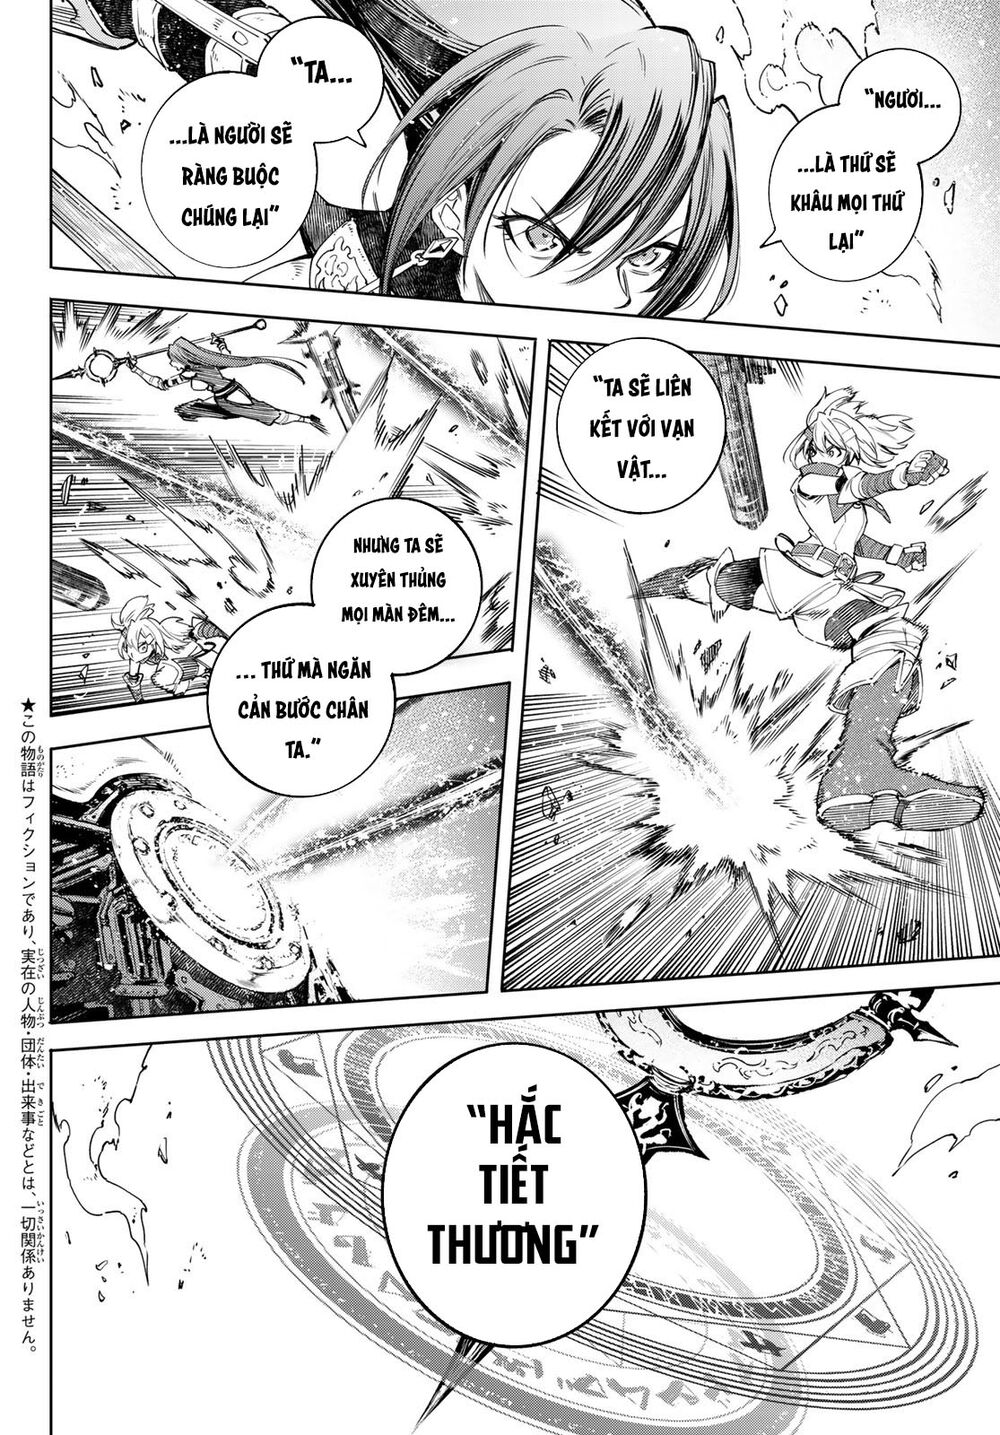 “NGƯƠI...
...LÀ THỨ SẼ
KHÂU MỌI THỨ
LẠI”
“TA...
...LÀ NGƯỜI SẼ
RÀNG BUỘC
CHÚNG LẠI”
“TA SẼ LIÊN
KẾT VỚI VẠN
VẬT...
NHƯNG TA SẼ
XUYÊN THỦNG
MỌI MÀN ĐÊM...
... THỨ MÀ NGĂN
CẢN BƯỚC CHÂN
TA.”
“HẮC
TIẾT
THƯƠNG”
★この物語はフィクションであり、実在の人物・団体・出来事などとは、一切関係ありません。